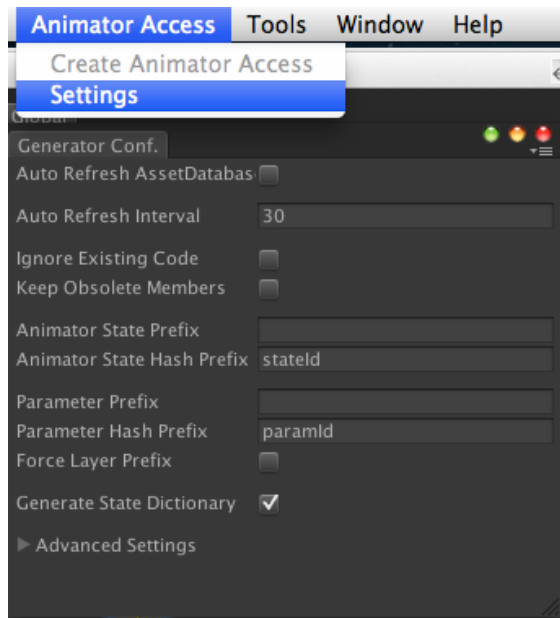 Animator Access Tools Window Help
Create Animator Access
Settings
Global
Generator Conf.
Auto Refresh AssetDatabas
Auto Refresh Interval 30
Ignore Existing Code
Keep Obsolete Members
Animator State Prefix
Animator State Hash Prefix stateId
Parameter Prefix
Parameter Hash Prefix paramId
Force Layer Prefix
Generate State Dictionary
Advanced Settings